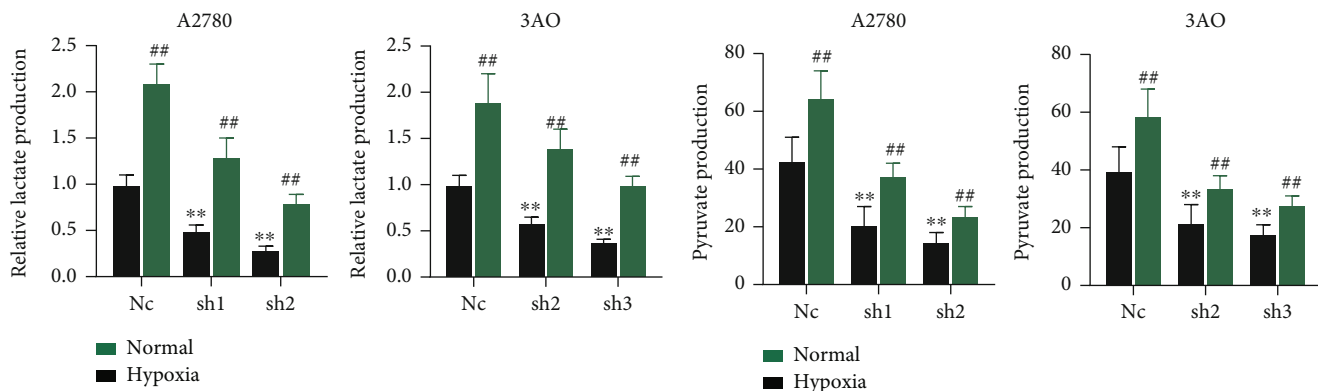 A2780
Relative lactate production
2.5
2.0
1.5
1.0
0.5
0.0
##
##
**
##
**
Nc sh1 sh2
Normal
Hypoxia
3AO
Relative lactate production
2.5
2.0
1.5
1.0
0.5
0.0
##
##
**
##
**
Nc sh2 sh3
A2780
Pyruvate production
80
60
40
20
0
##
##
**
##
**
Nc sh1 sh2
Normal
Hypoxia
3AO
Pyruvate production
80
60
40
20
0
##
##
**
##
**
Nc sh2 sh3